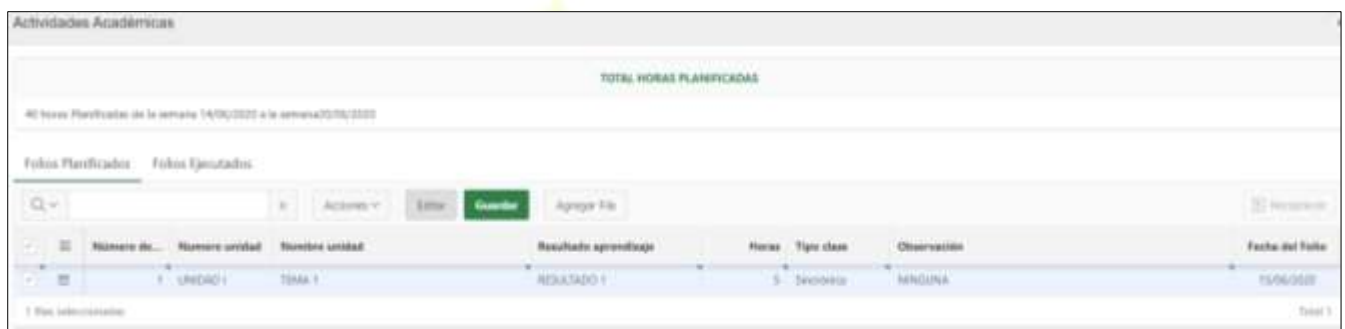 Actividades Académicas
TOTAL HORAS PLANIFICADAS
40 horas Planificadas de la semana 14/06/2020 a la semana20/06/2020
Folios Planificados Folios Ejecutados
Acciones Editar Guardar Agregar Fila
Número de... Numero unidad Nombre unidad Resultado aprendizaje Horas Tipo clase Observación Fecha del Folio
1 UNIDAD I TEMA 1 RESULTADO 1 5 Sincrónica NINGUNA 15/06/2020
1 filas seleccionadas Total 1